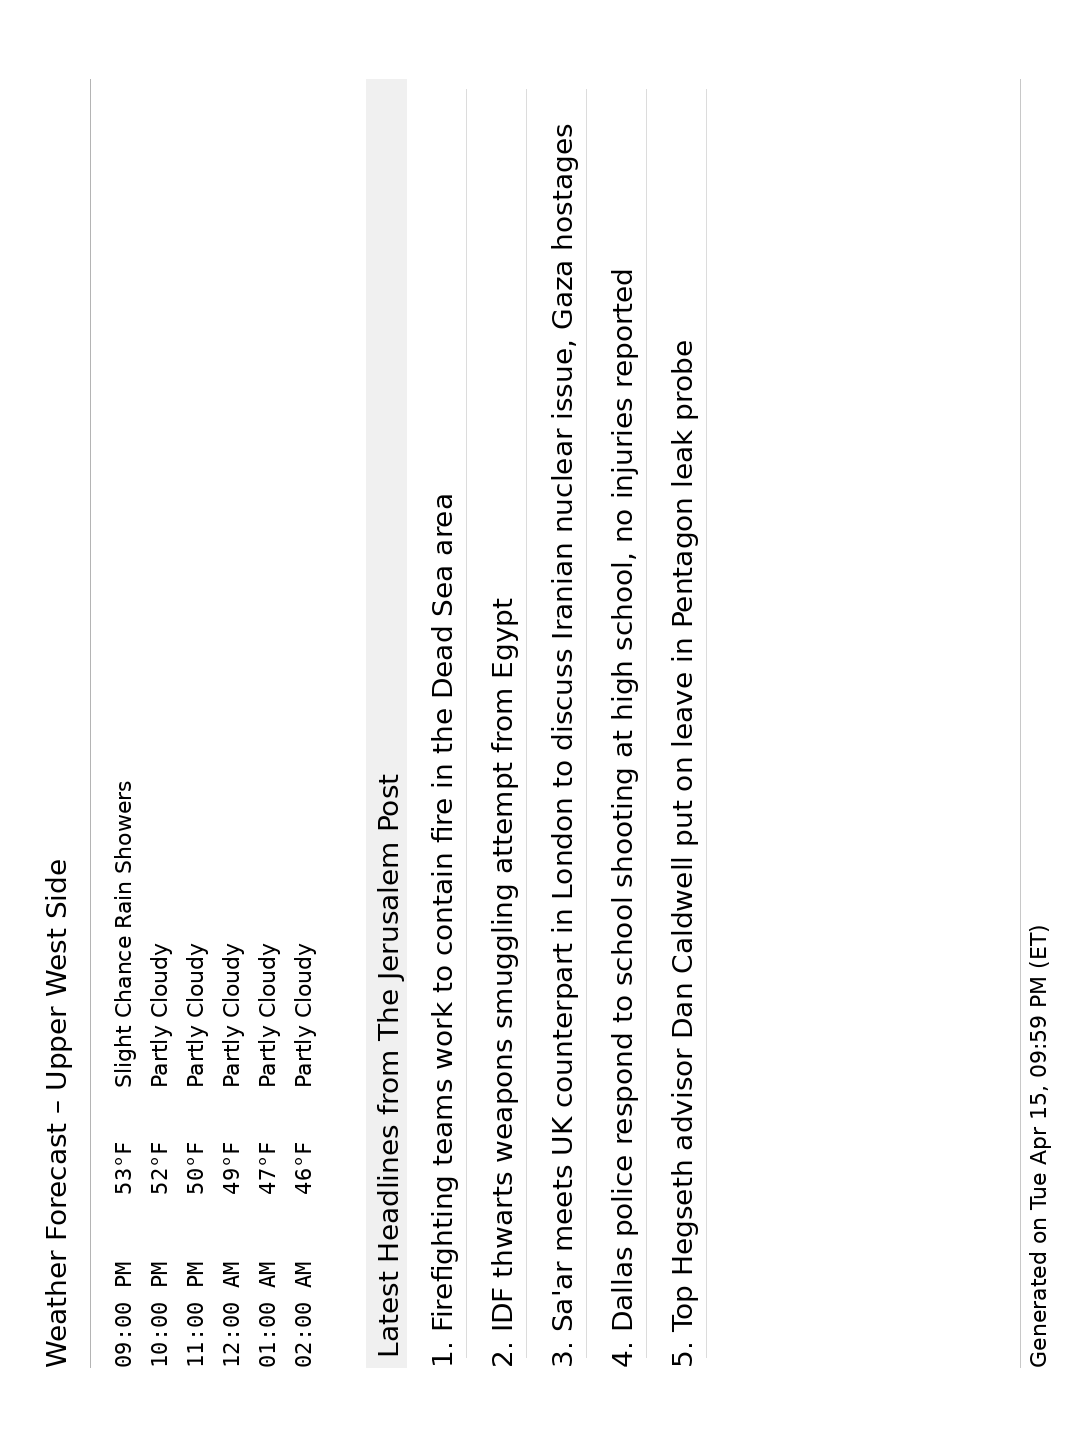 Weather Forecast – Upper West Side
09:00 PM 53°F Slight Chance Rain Showers
10:00 PM 52°F Partly Cloudy
11:00 PM 50°F Partly Cloudy
12:00 AM 49°F Partly Cloudy
01:00 AM 47°F Partly Cloudy
02:00 AM 46°F Partly Cloudy
Latest Headlines from The Jerusalem Post
1. Firefighting teams work to contain fire in the Dead Sea area
2. IDF thwarts weapons smuggling attempt from Egypt
3. Sa'ar meets UK counterpart in London to discuss Iranian nuclear issue, Gaza hostages
4. Dallas police respond to school shooting at high school, no injuries reported
5. Top Hegseth advisor Dan Caldwell put on leave in Pentagon leak probe
Generated on Tue Apr 15, 09:59 PM (ET)